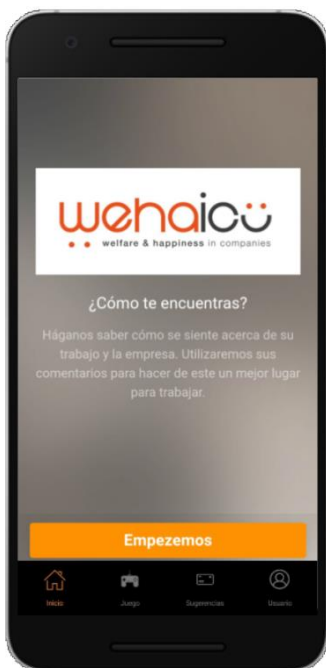 wehaicü
welfare & happiness in companies
¿Cómo te encuentras?
Háganos saber cómo se siente acerca de su
trabajo y la empresa. Utilizaremos sus
comentarios para hacer de este un mejor lugar
para trabajar.
Empezemos
Inicio Juego Sugerencias Usuario